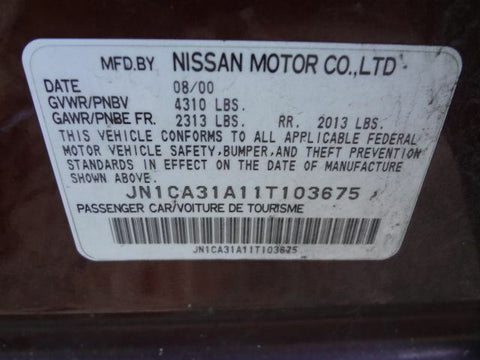 MFD.BY NISSAN MOTOR CO.,LTD
DATE 08/00
GVWR/PNBV 4310 LBS.
GAWR/PNBE FR. 2313 LBS. RR. 2013 LBS.
THIS VEHICLE CONFORMS TO ALL APPLICABLE FEDERAL
MOTOR VEHICLE SAFETY, BUMPER, AND THEFT PREVENTION
STANDARDS IN EFFECT ON THE DATE OF MANUFACTURE
SHOWN ABOVE.
JN1CA31A11T103675
PASSENGER CAR/VOITURE DE TOURISME
JN1CA31A11T103675